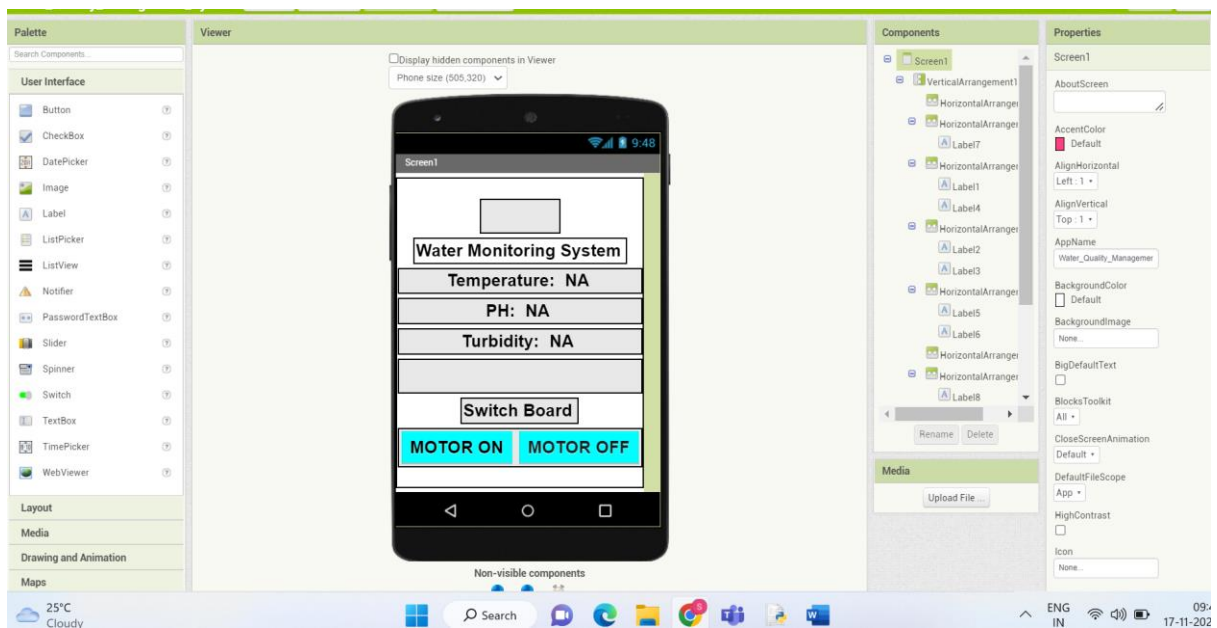 Palette
Search Components...
User Interface
Button
CheckBox
DatePicker
Image
Label
ListPicker
ListView
Notifier
PasswordTextBox
Slider
Spinner
Switch
TextBox
TimePicker
WebViewer
Layout
Media
Drawing and Animation
Maps
Viewer
Display hidden components in Viewer
Phone size (505,320)
9:48
Screen1
Water Monitoring System
Temperature: NA
PH: NA
Turbidity: NA
Switch Board
MOTOR ON MOTOR OFF
Non-visible components
Components
Screen1
VerticalArrangement1
HorizontalArranger
HorizontalArranger
Label7
HorizontalArranger
Label1
Label4
HorizontalArranger
Label2
Label3
HorizontalArranger
Label5
Label6
HorizontalArranger
HorizontalArranger
Label8
Rename Delete
Media
Upload File ...
Properties
Screen1
AboutScreen
AccentColor
Default
AlignHorizontal
Left : 1
AlignVertical
Top : 1
AppName
Water_Quality_Managemer
BackgroundColor
Default
BackgroundImage
None...
BigDefaultText
BlocksToolkit
All
CloseScreenAnimation
Default
DefaultFileScope
App
HighContrast
Icon
None...
25°C
Cloudy
Search
ENG
IN
09:4
17-11-202